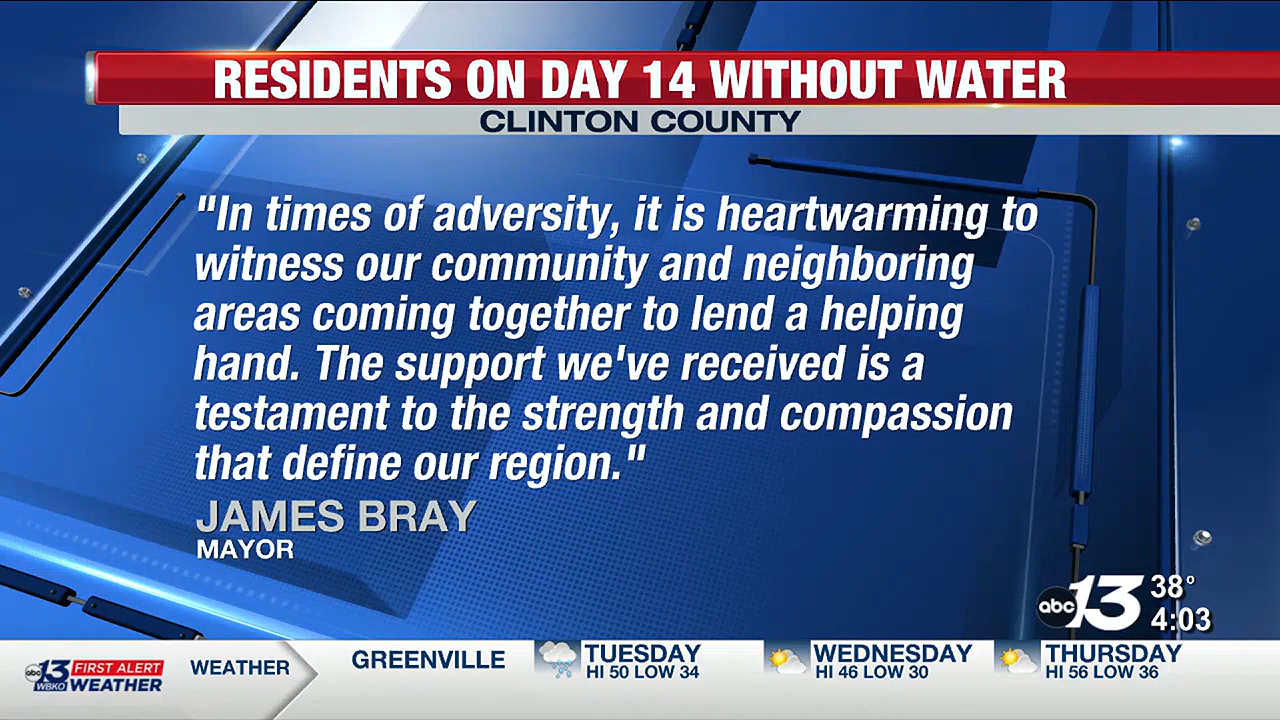 RESIDENTS ON DAY 14 WITHOUT WATER
CLINTON COUNTY
"In times of adversity, it is heartwarming to
witness our community and neighboring
areas coming together to lend a helping
hand. The support we've received is a
testament to the strength and compassion
that define our region."
JAMES BRAY
MAYOR
abc 13 38°
4:03
abc 13 WBKO FIRST ALERT WEATHER
WEATHER
GREENVILLE
TUESDAY
HI 50 LOW 34
WEDNESDAY
HI 46 LOW 30
THURSDAY
HI 56 LOW 36